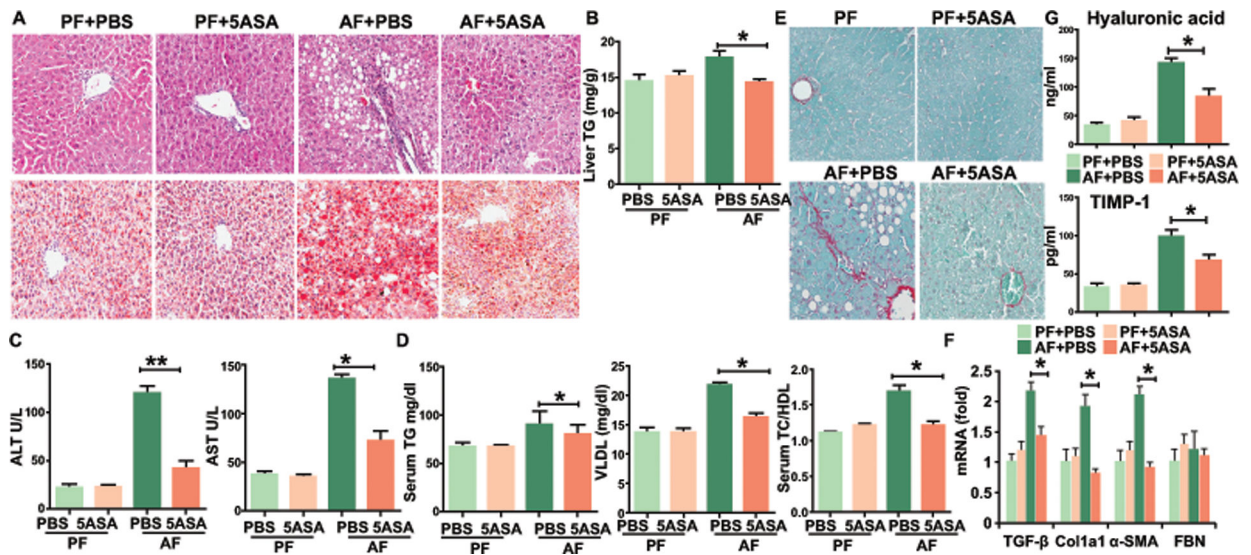 A
PF+PBS PF+5ASA AF+PBS AF+5ASA
B
Liver TG (mg/g)
20
15
10
5
0
*
PBS 5ASA PBS 5ASA
PF AF
C
ALT U/L
150
100
50
0
**
PBS 5ASA PBS 5ASA
PF AF
AST U/L
150
100
50
0
*
PBS 5ASA PBS 5ASA
PF AF
D
Serum TG mg/dl
150
100
50
0
*
PBS 5ASA PBS 5ASA
PF AF
VLDL (mg/dl)
25
20
15
10
5
0
*
PBS 5ASA PBS 5ASA
PF AF
Serum TC/HDL
2.0
1.5
1.0
0.5
0.0
*
PBS 5ASA PBS 5ASA
PF AF
E
PF PF+5ASA
AF+PBS AF+5ASA
G
Hyaluronic acid
ng/ml
200
150
100
50
0
*
PF+PBS PF+5ASA
AF+PBS AF+5ASA
TIMP-1
pg/ml
150
100
50
0
*
PF+PBS PF+5ASA
AF+PBS AF+5ASA
F
mRNA (fold)
2.5
2
1.5
1
0.5
* * *
TGF-β Col1a1 α-SMA FBN